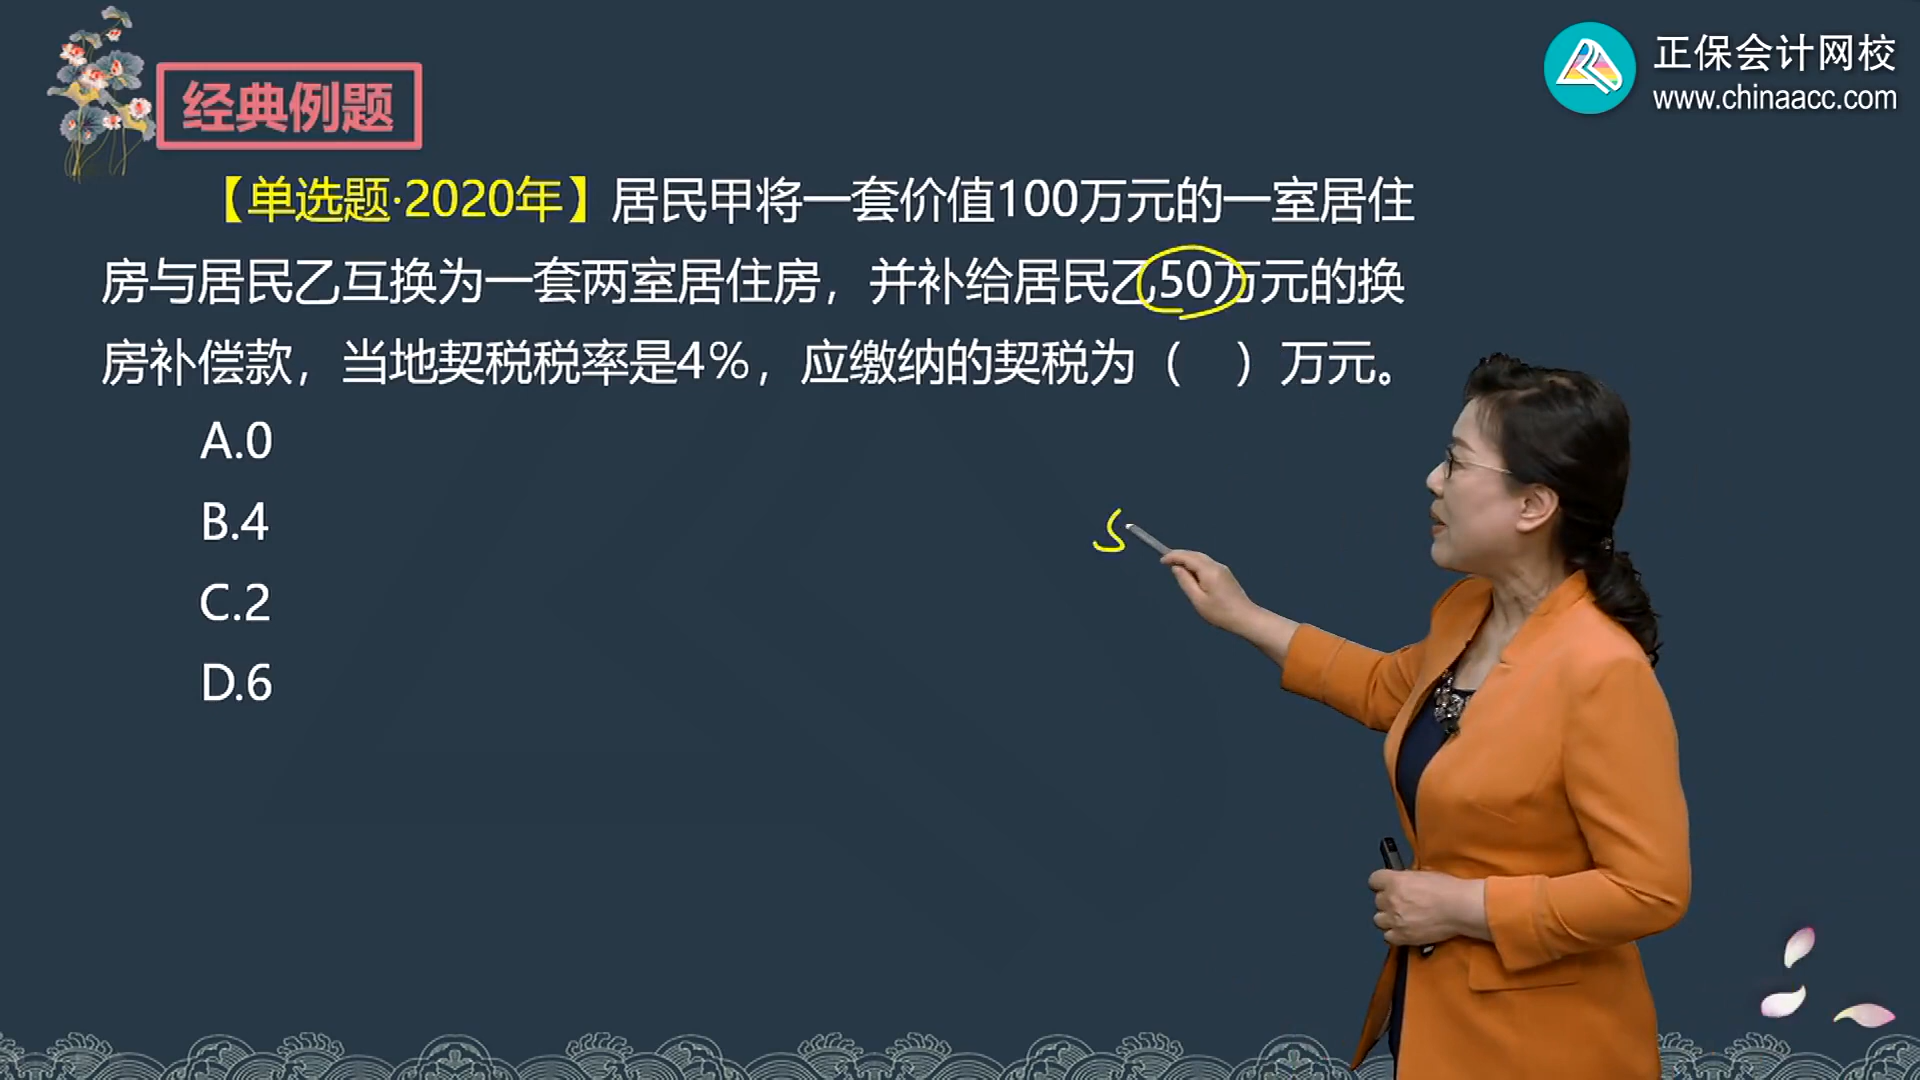 正保会计网校
www.chinaacc.com
经典例题
【单选题·2020年】居民甲将一套价值100万元的一室居住
房与居民乙互换为一套两室居住房，并补给居民乙50万元的换
房补偿款，当地契税税率是4%，应缴纳的契税为（　）万元。
A.0
B.4
C.2
D.6
5